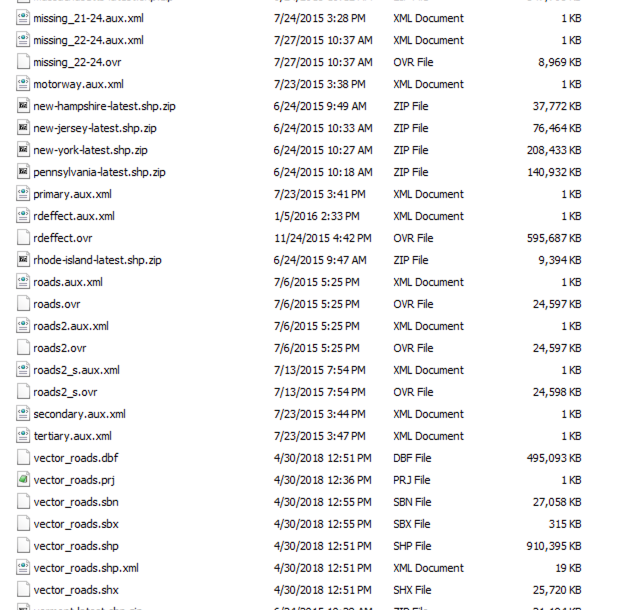 missing_21-24.aux.xml 7/24/2015 3:28 PM XML Document 1 KB
missing_22-24.aux.xml 7/27/2015 10:37 AM XML Document 1 KB
missing_22-24.ovr 7/27/2015 10:37 AM OVR File 8,969 KB
motorway.aux.xml 7/23/2015 3:38 PM XML Document 1 KB
new-hampshire-latest.shp.zip 6/24/2015 9:49 AM ZIP File 37,772 KB
new-jersey-latest.shp.zip 6/24/2015 10:33 AM ZIP File 76,464 KB
new-york-latest.shp.zip 6/24/2015 10:27 AM ZIP File 208,433 KB
pennsylvania-latest.shp.zip 6/24/2015 10:18 AM ZIP File 140,932 KB
primary.aux.xml 7/23/2015 3:41 PM XML Document 1 KB
rdeffect.aux.xml 1/5/2016 2:33 PM XML Document 1 KB
rdeffect.ovr 11/24/2015 4:42 PM OVR File 595,687 KB
rhode-island-latest.shp.zip 6/24/2015 9:47 AM ZIP File 9,394 KB
roads.aux.xml 7/6/2015 5:25 PM XML Document 1 KB
roads.ovr 7/6/2015 5:25 PM OVR File 24,597 KB
roads2.aux.xml 7/6/2015 5:25 PM XML Document 1 KB
roads2.ovr 7/6/2015 5:25 PM OVR File 24,597 KB
roads2_s.aux.xml 7/13/2015 7:54 PM XML Document 1 KB
roads2_s.ovr 7/13/2015 7:54 PM OVR File 24,598 KB
secondary.aux.xml 7/23/2015 3:44 PM XML Document 1 KB
tertiary.aux.xml 7/23/2015 3:47 PM XML Document 1 KB
vector_roads.dbf 4/30/2018 12:51 PM DBF File 495,093 KB
vector_roads.prj 4/30/2018 12:36 PM PRJ File 1 KB
vector_roads.sbn 4/30/2018 12:55 PM SBN File 27,058 KB
vector_roads.sbx 4/30/2018 12:55 PM SBX File 315 KB
vector_roads.shp 4/30/2018 12:51 PM SHP File 910,395 KB
vector_roads.shp.xml 4/30/2018 12:51 PM XML Document 19 KB
vector_roads.shx 4/30/2018 12:51 PM SHX File 25,720 KB